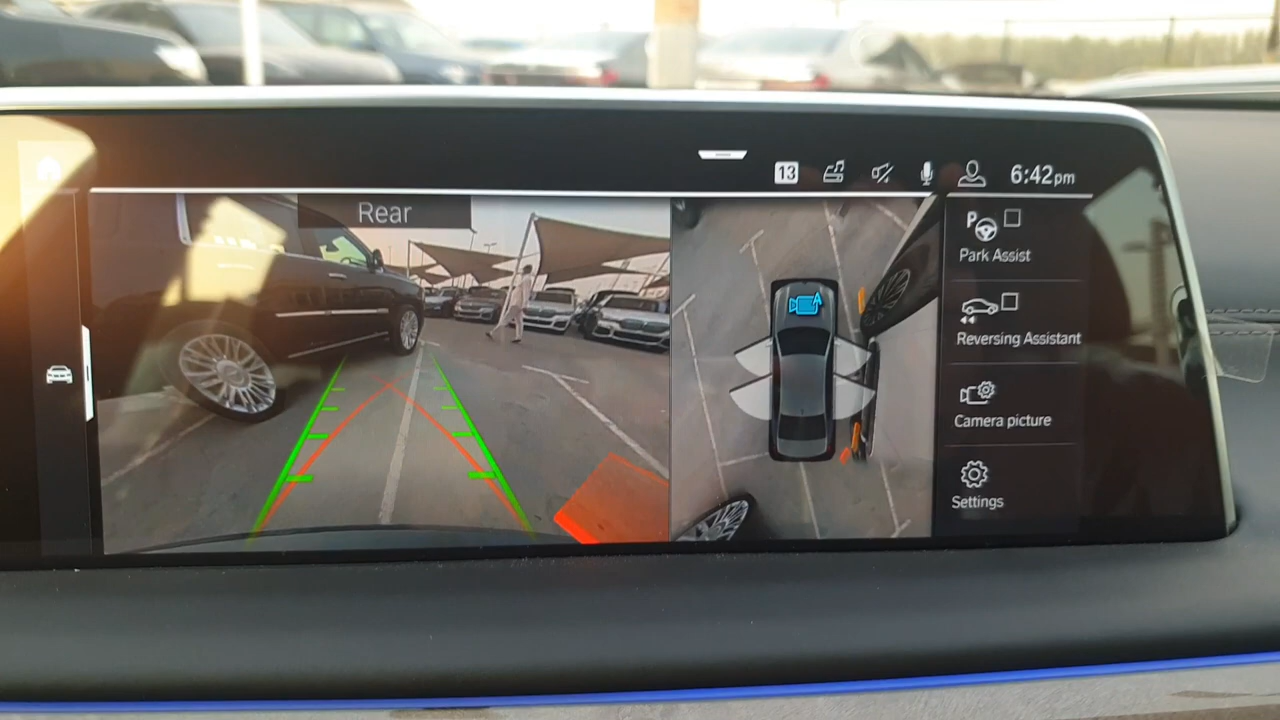 13
6:42pm
Rear
P
Park Assist
A
Reversing Assistant
Camera picture
Settings